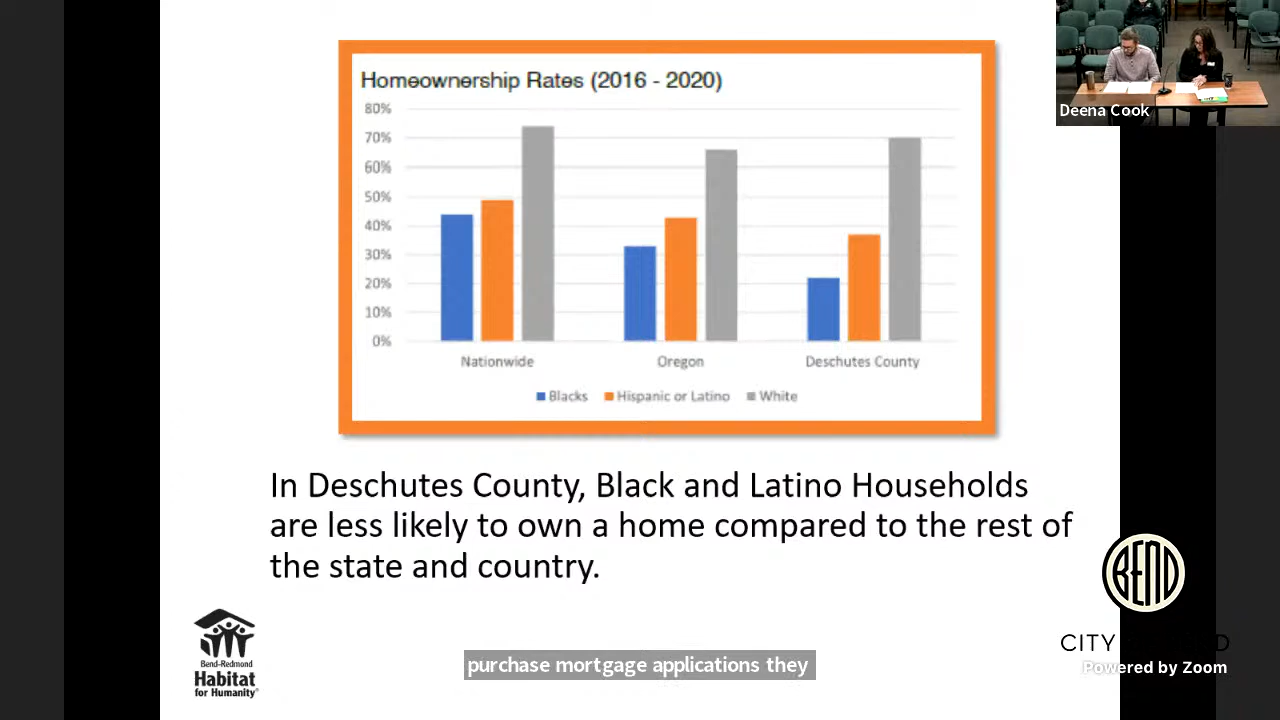 Homeownership Rates (2016 - 2020)
80%
70%
60%
50%
40%
30%
20%
10%
0%
Nationwide
Oregon
Deschutes County
Blacks
Hispanic or Latino
White
Deena Cook
In Deschutes County, Black and Latino Households
are less likely to own a home compared to the rest of
the state and country.
Bend-Redmond
Habitat
for Humanity®
BEND
CITY
Powered by Zoom
purchase mortgage applications they